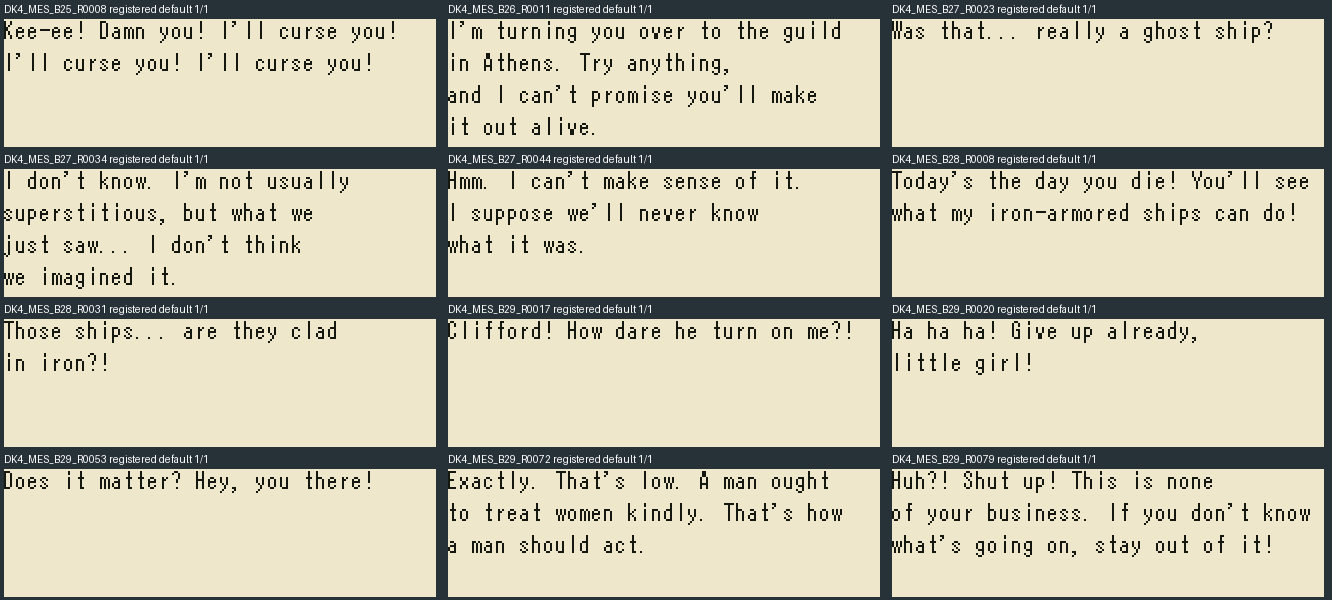 DK4_MES_B25_R0008 registered default 1/1
Kee-ee! Damn you! I'll curse you!
I'll curse you! I'll curse you!
DK4_MES_B26_R0011 registered default 1/1
I'm turning you over to the guild
in Athens. Try anything,
and I can't promise you'll make
it out alive.
DK4_MES_B27_R0023 registered default 1/1
Was that... really a ghost ship?
DK4_MES_B27_R0034 registered default 1/1
I don't know. I'm not usually
superstitious, but what we
just saw... I don't think
we imagined it.
DK4_MES_B27_R0044 registered default 1/1
Hmm. I can't make sense of it.
I suppose we'll never know
what it was.
DK4_MES_B28_R0008 registered default 1/1
Today's the day you die! You'll see
what my iron-armored ships can do!
DK4_MES_B28_R0031 registered default 1/1
Those ships... are they clad
in iron?!
DK4_MES_B29_R0017 registered default 1/1
Clifford! How dare he turn on me?!
DK4_MES_B29_R0020 registered default 1/1
Ha ha ha! Give up already,
little girl!
DK4_MES_B29_R0053 registered default 1/1
Does it matter? Hey, you there!
DK4_MES_B29_R0072 registered default 1/1
Exactly. That's low. A man ought
to treat women kindly. That's how
a man should act.
DK4_MES_B29_R0079 registered default 1/1
Huh?! Shut up! This is none
of your business. If you don't know
what's going on, stay out of it!